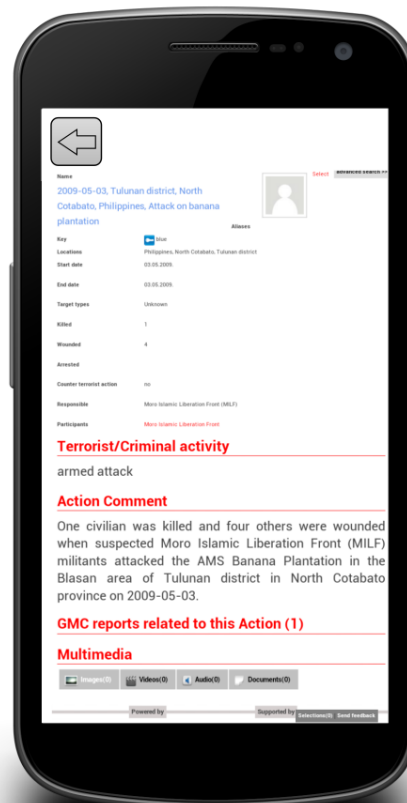 Name
Select
2009-05-03, Tulunan district, North
Cotabato, Philippines, Attack on banana
plantation
Aliases
Key blue
Locations Philippines, North Cotabato, Tulunan district
Start date 03.05.2009.
End date 03.05.2009.
Target types Unknown
Killed 1
Wounded 4
Arrested
Counter terrorist action no
Responsible Moro Islamic Liberation Front (MILF)
Participants Moro Islamic Liberation Front
Terrorist/Criminal activity
armed attack
Action Comment
One civilian was killed and four others were wounded
when suspected Moro Islamic Liberation Front (MILF)
militants attacked the AMS Banana Plantation in the
Blasan area of Tulunan district in North Cotabato
province on 2009-05-03.
GMC reports related to this Action (1)
Multimedia
Images(0) Videos(0) Audio(0) Documents(0)
Powered by Supported by
Selections(0) Send feedback